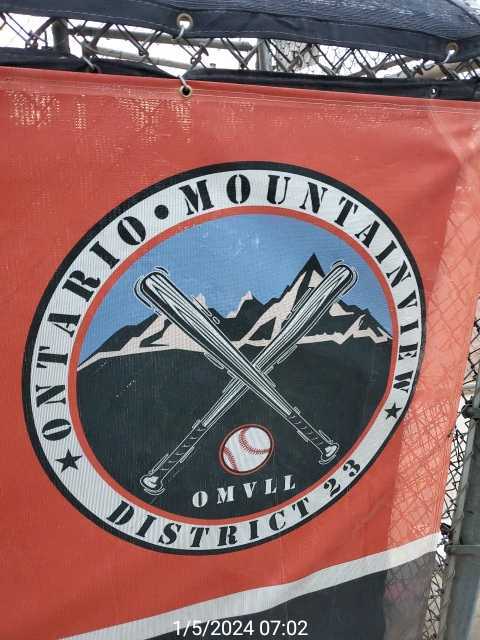 ONTARIO • MOUNTAINVIEW
OMVLL
★ DISTRICT 23 ★
1/5/2024 07:02